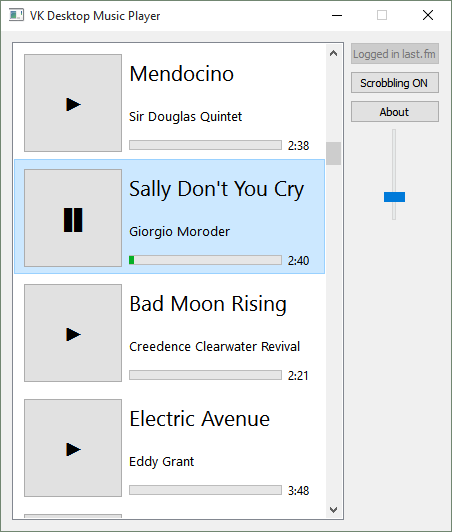 VK Desktop Music Player
Mendocino
Sir Douglas Quintet
2:38
Sally Don't You Cry
Giorgio Moroder
2:40
Bad Moon Rising
Creedence Clearwater Revival
2:21
Electric Avenue
Eddy Grant
3:48
Logged in last.fm
Scrobbling ON
About